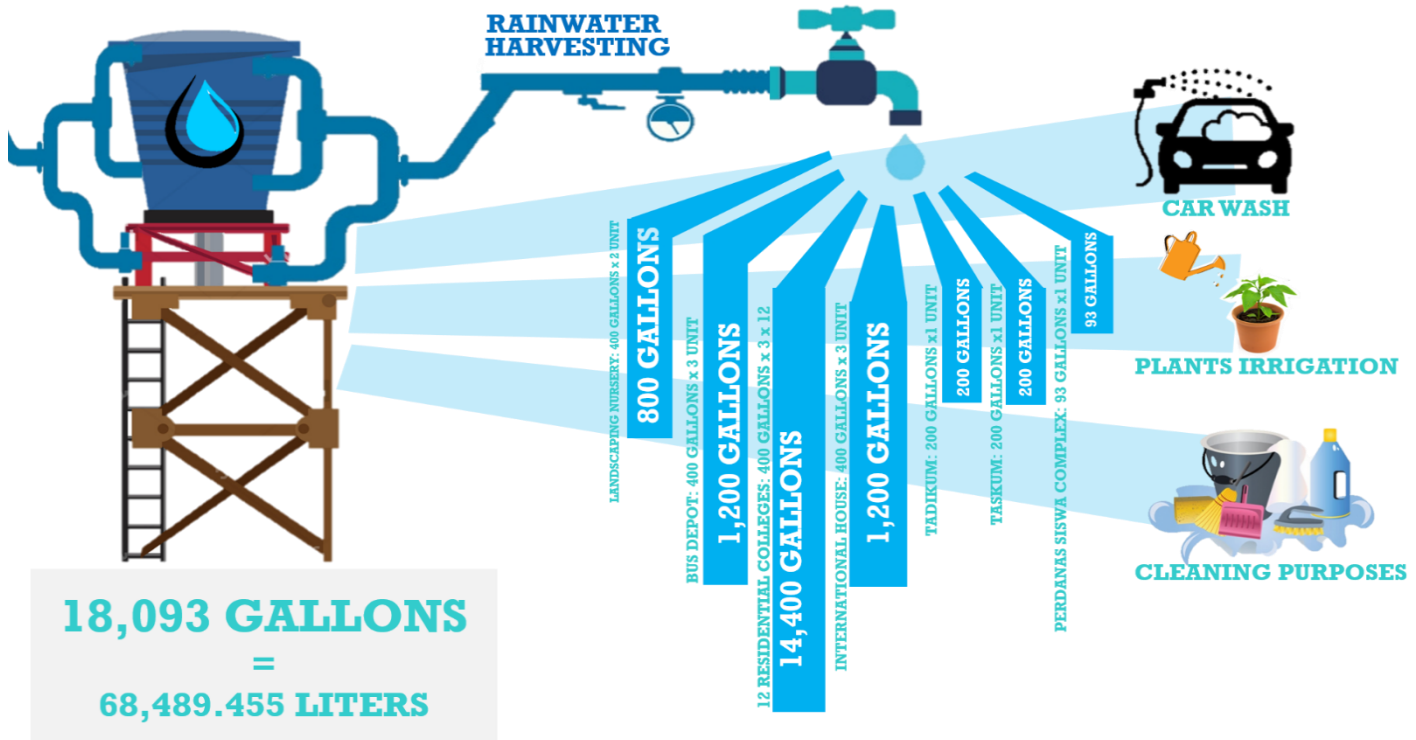 RAINWATER
HARVESTING
CAR WASH
PLANTS IRRIGATION
CLEANING PURPOSES
LANDSCAPING NURSERY: 400 GALLONS x 2 UNIT
800 GALLONS
BUS DEPOT: 400 GALLONS x 3 UNIT
1,200 GALLONS
12 RESIDENTIAL COLLEGES: 400 GALLONS x 3 x 12
14,400 GALLONS
INTERNATIONAL HOUSE: 400 GALLONS x 3 UNIT
1,200 GALLONS
TADIKUM: 200 GALLONS x1 UNIT
200 GALLONS
TASKUM: 200 GALLONS x1 UNIT
200 GALLONS
PERDANAS SISWA COMPLEX: 93 GALLONS x1 UNIT
93 GALLONS
18,093 GALLONS
=
68,489.455 LITERS